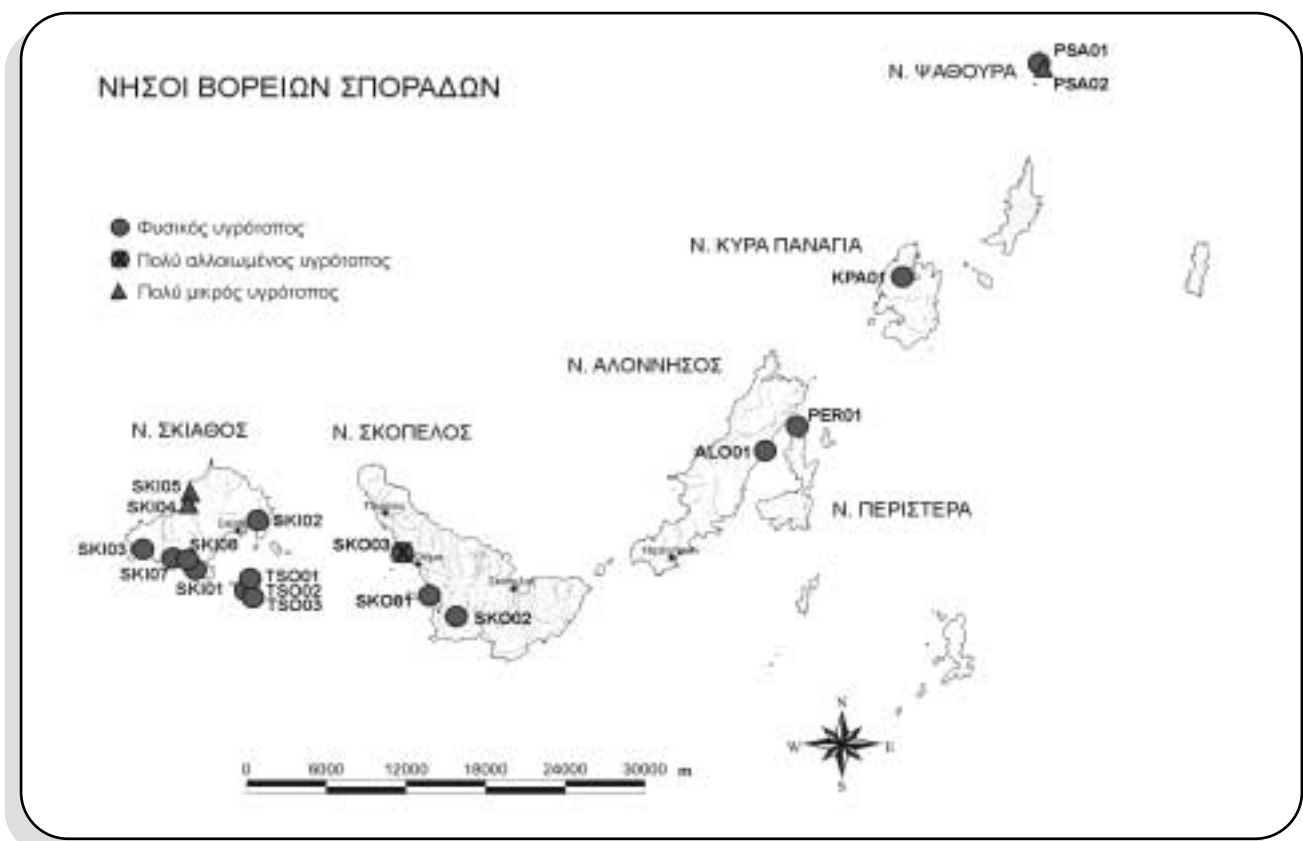 ΝΗΣΟΙ ΒΟΡΕΙΩΝ ΣΠΟΡΑΔΩΝ
Φυσικός υγρότοπος
Πολύ αλλοιωμένος υγρότοπος
Πολύ μικρός υγρότοπος
Ν. ΨΑΘΟΥΡΑ
PSA01
PSA02
Ν. ΚΥΡΑ ΠΑΝΑΓΙΑ
KPA01
Ν. ΑΛΟΝΝΗΣΟΣ
PER01
ALO01
Ν. ΠΕΡΙΣΤΕΡΑ
Ν. ΣΚΙΑΘΟΣ
SKI05
SKI04
SKI02
SKI03
SKI08
SKI07
SKI01
TSO01
TSO02
TSO03
Ν. ΣΚΟΠΕΛΟΣ
SKO03
SKO01
SKO02
0 6000 12000 18000 24000 30000 m
N
W E
S